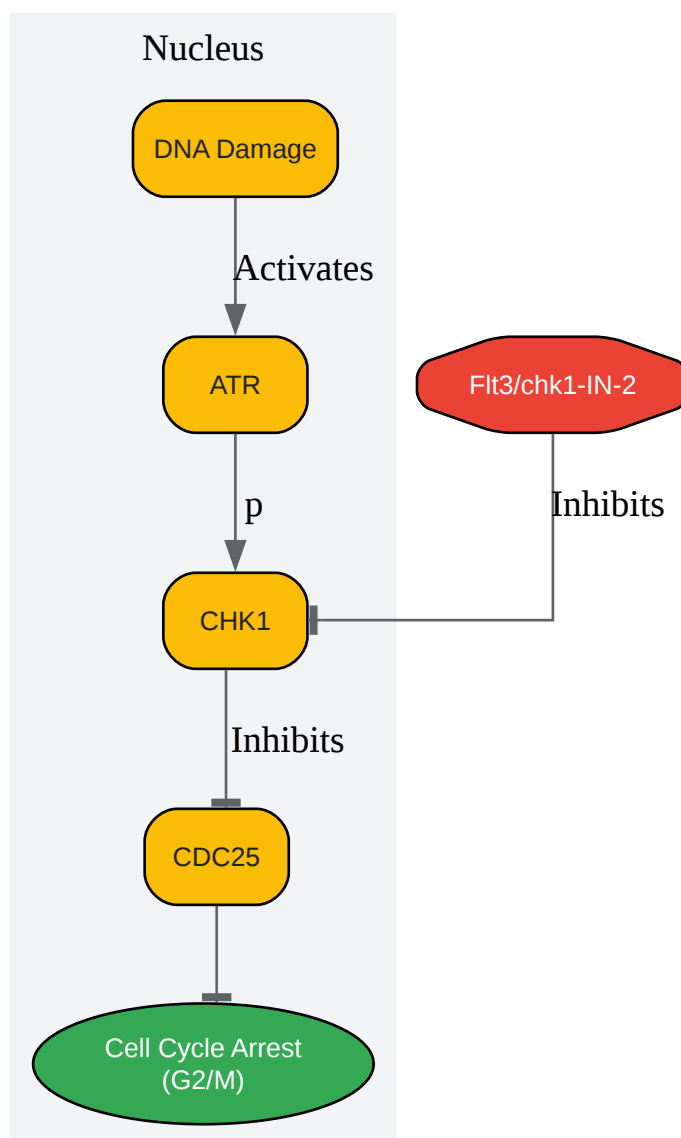 Nucleus
DNA Damage
Activates
ATR
Flt3/chk1-IN-2
p
Inhibits
CHK1
Inhibits
CDC25
Cell Cycle Arrest
(G2/M)